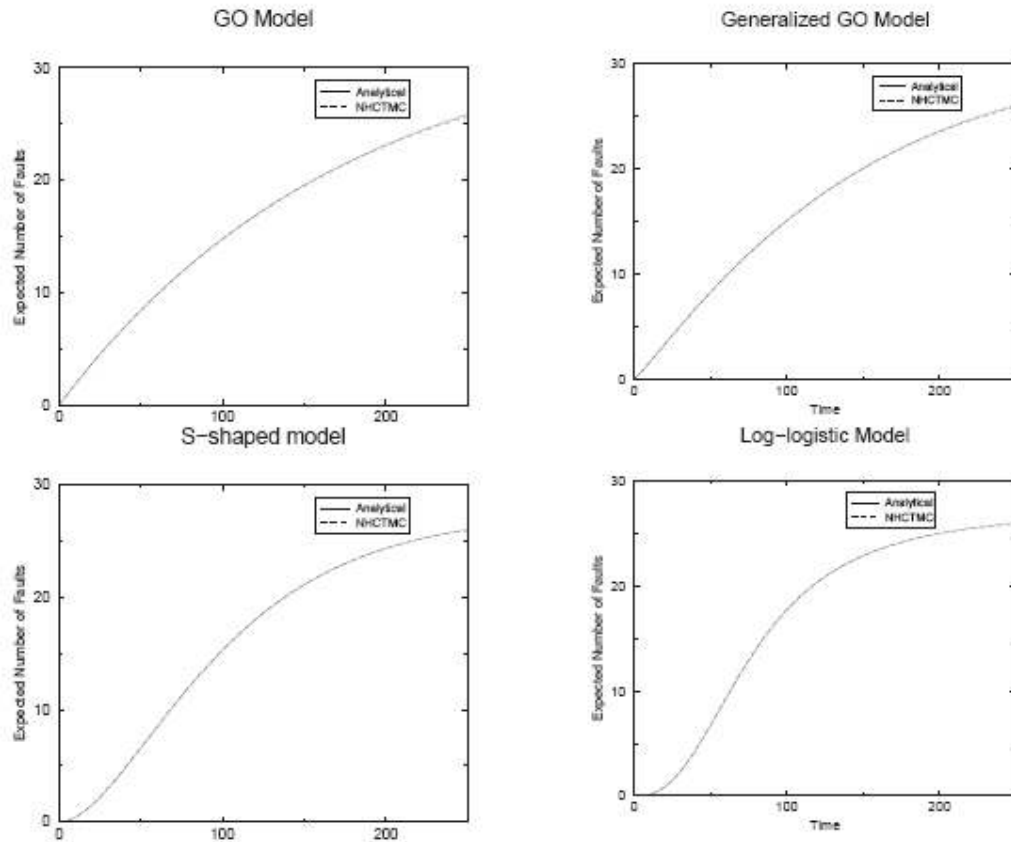 GO Model
30
20
10
0
0
100
200
Expected Number of Faults
Analytical
NHCTMC
Generalized GO Model
30
20
10
0
0
100
200
Time
Expected Number of Faults
Analytical
NHCTMC
S-shaped model
30
20
10
0
0
100
200
Expected Number of Faults
Analytical
NHCTMC
Log-logistic Model
30
20
10
0
0
100
200
Time
Expected Number of Faults
Analytical
NHCTMC